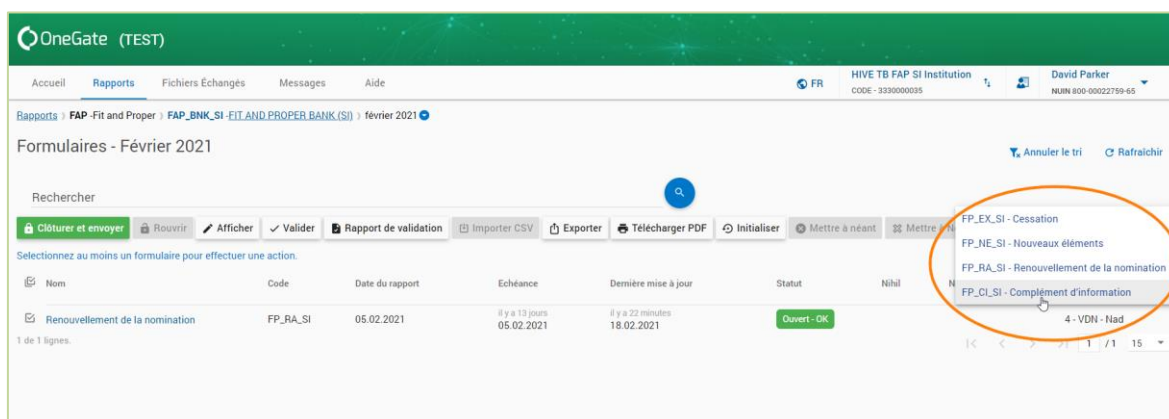 OneGate (TEST)
Accueil Rapports Fichiers Échangés Messages Aide FR HIVE TB FAP SI Institution David Parker
CODE - 3330000035 NUIN 800-00022759-65
Rapports › FAP -Fit and Proper › FAP_BNK_SI -FIT AND PROPER BANK (SI) › février 2021
Formulaires - Février 2021
Annuler le tri Rafraîchir
Rechercher
Clôturer et envoyer Rouvrir Afficher Valider Rapport de validation Importer CSV Exporter Télécharger PDF Initialiser Mettre à néant Mettre
FP_EX_SI - Cessation
FP_NE_SI - Nouveaux éléments
FP_RA_SI - Renouvellement de la nomination
FP_CI_SI - Complément d'information
Selectionnez au moins un formulaire pour effectuer une action.
Nom Code Date du rapport Echéance Dernière mise à jour Statut Nihil
Renouvellement de la nomination FP_RA_SI 05.02.2021 il y a 13 jours il y a 22 minutes Ouvert - OK 4 - VDN - Nad
05.02.2021 18.02.2021
1 de 1 lignes.
1 / 1 15